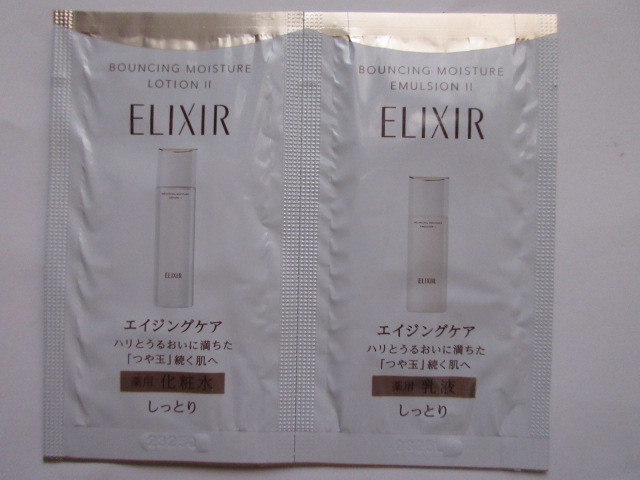 BOUNCING MOISTURE
LOTION II
ELIXIR
ELIXIR
エイジングケア
ハリとうるおいに満ちた
「つや玉」続く肌へ
薬用 化粧水
しっとり
BOUNCING MOISTURE
EMULSION II
ELIXIR
ELIXIR
エイジングケア
ハリとうるおいに満ちた
「つや玉」続く肌へ
薬用 乳液
しっとり